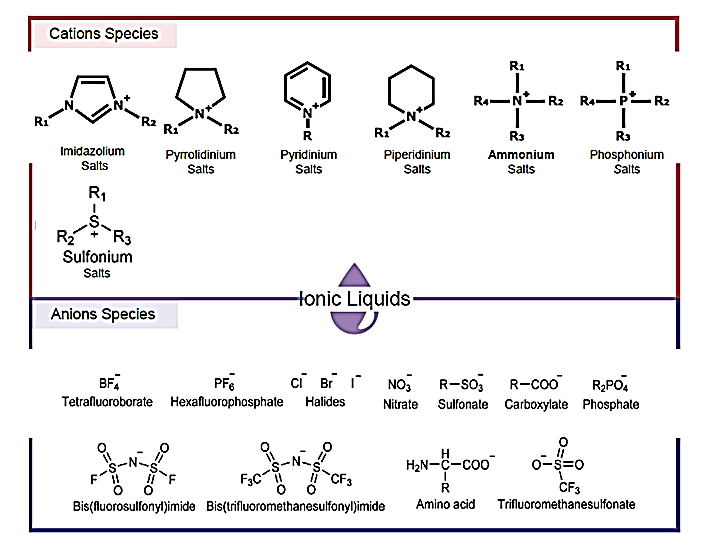 Cations Species
N
R1
N+
R2
Imidazolium
Salts
N+
R1
R2
Pyrrolidinium
Salts
N+
R
Pyridinium
Salts
N+
R1
R2
Piperidinium
Salts
R1
R4 N+ R2
R3
Ammonium
Salts
R1
R4 P+ R2
R3
Phosphonium
Salts
R1
S
+
R2
R3
Sulfonium
Salts
Ionic Liquids
Anions Species
BF4-
Tetrafluoroborate
PF6-
Hexafluorophosphate
Cl- Br- I-
Halides
NO3-
Nitrate
R-SO3-
Sulfonate
R-COO-
Carboxylate
R2PO4-
Phosphate
O O
S N- S
F O O F
Bis(fluorosulfonyl)imide
O O
S N- S
F3C O O CF3
Bis(trifluoromethanesulfonyl)imide
H
H2N-C-COO-
R
Amino acid
O
O- S=O
CF3
Trifluoromethanesulfonate